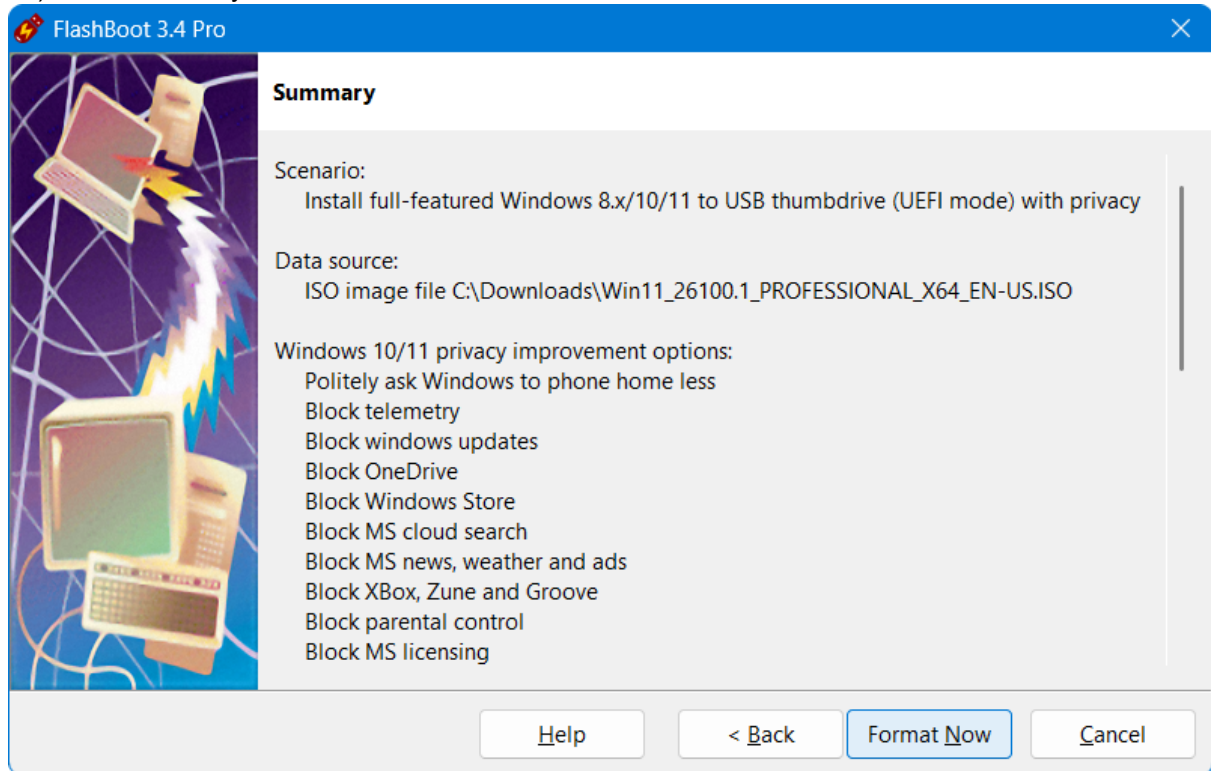 FlashBoot 3.4 Pro
Summary
Scenario:
Install full-featured Windows 8.x/10/11 to USB thumbdrive (UEFI mode) with privacy
Data source:
ISO image file C:\Downloads\Win11_26100.1_PROFESSIONAL_X64_EN-US.ISO
Windows 10/11 privacy improvement options:
Politely ask Windows to phone home less
Block telemetry
Block windows updates
Block OneDrive
Block Windows Store
Block MS cloud search
Block MS news, weather and ads
Block XBox, Zune and Groove
Block parental control
Block MS licensing
Help
< Back
Format Now
Cancel